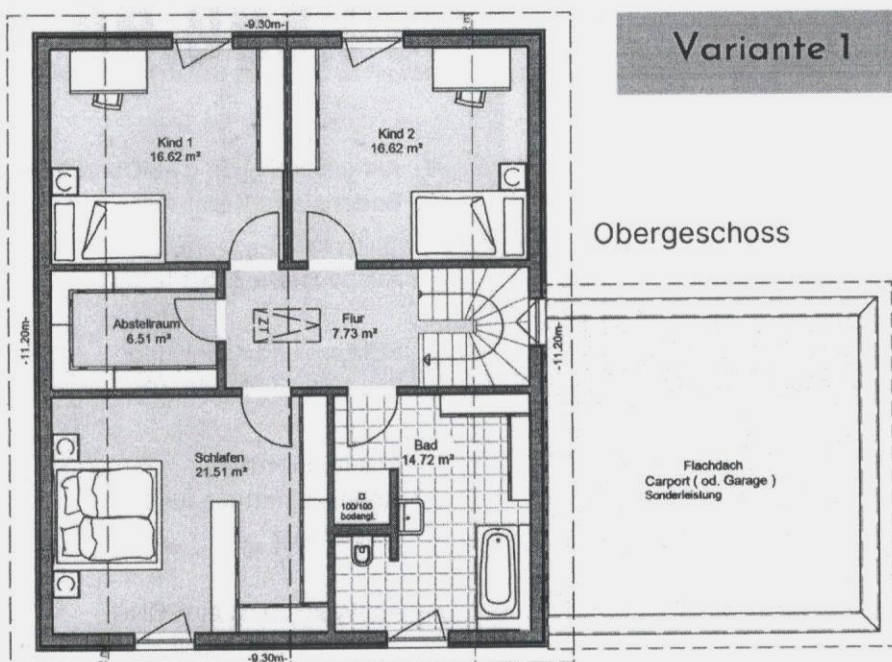 -9.30m-
Variante 1
Kind 1
16.62 m²
Kind 2
16.62 m²
Obergeschoss
Abstellraum
6.51 m²
VZT
Flur
7.73 m²
-11.20m-
-11.20m-
Schlafen
21.51 m²
Bad
14.72 m²
100/100
bodengl.
Flachdach
Carport ( od. Garage )
Sonderleistung
-9.30m-